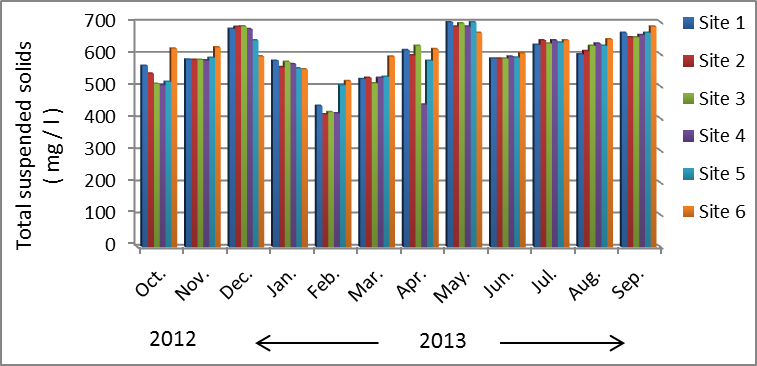 Total suspended solids
( mg / l )
700
600
500
400
300
200
100
0
Oct. Nov. Dec. Jan. Feb. Mar. Apr. May. Jun. Jul. Aug. Sep.
2012 2013
Site 1
Site 2
Site 3
Site 4
Site 5
Site 6